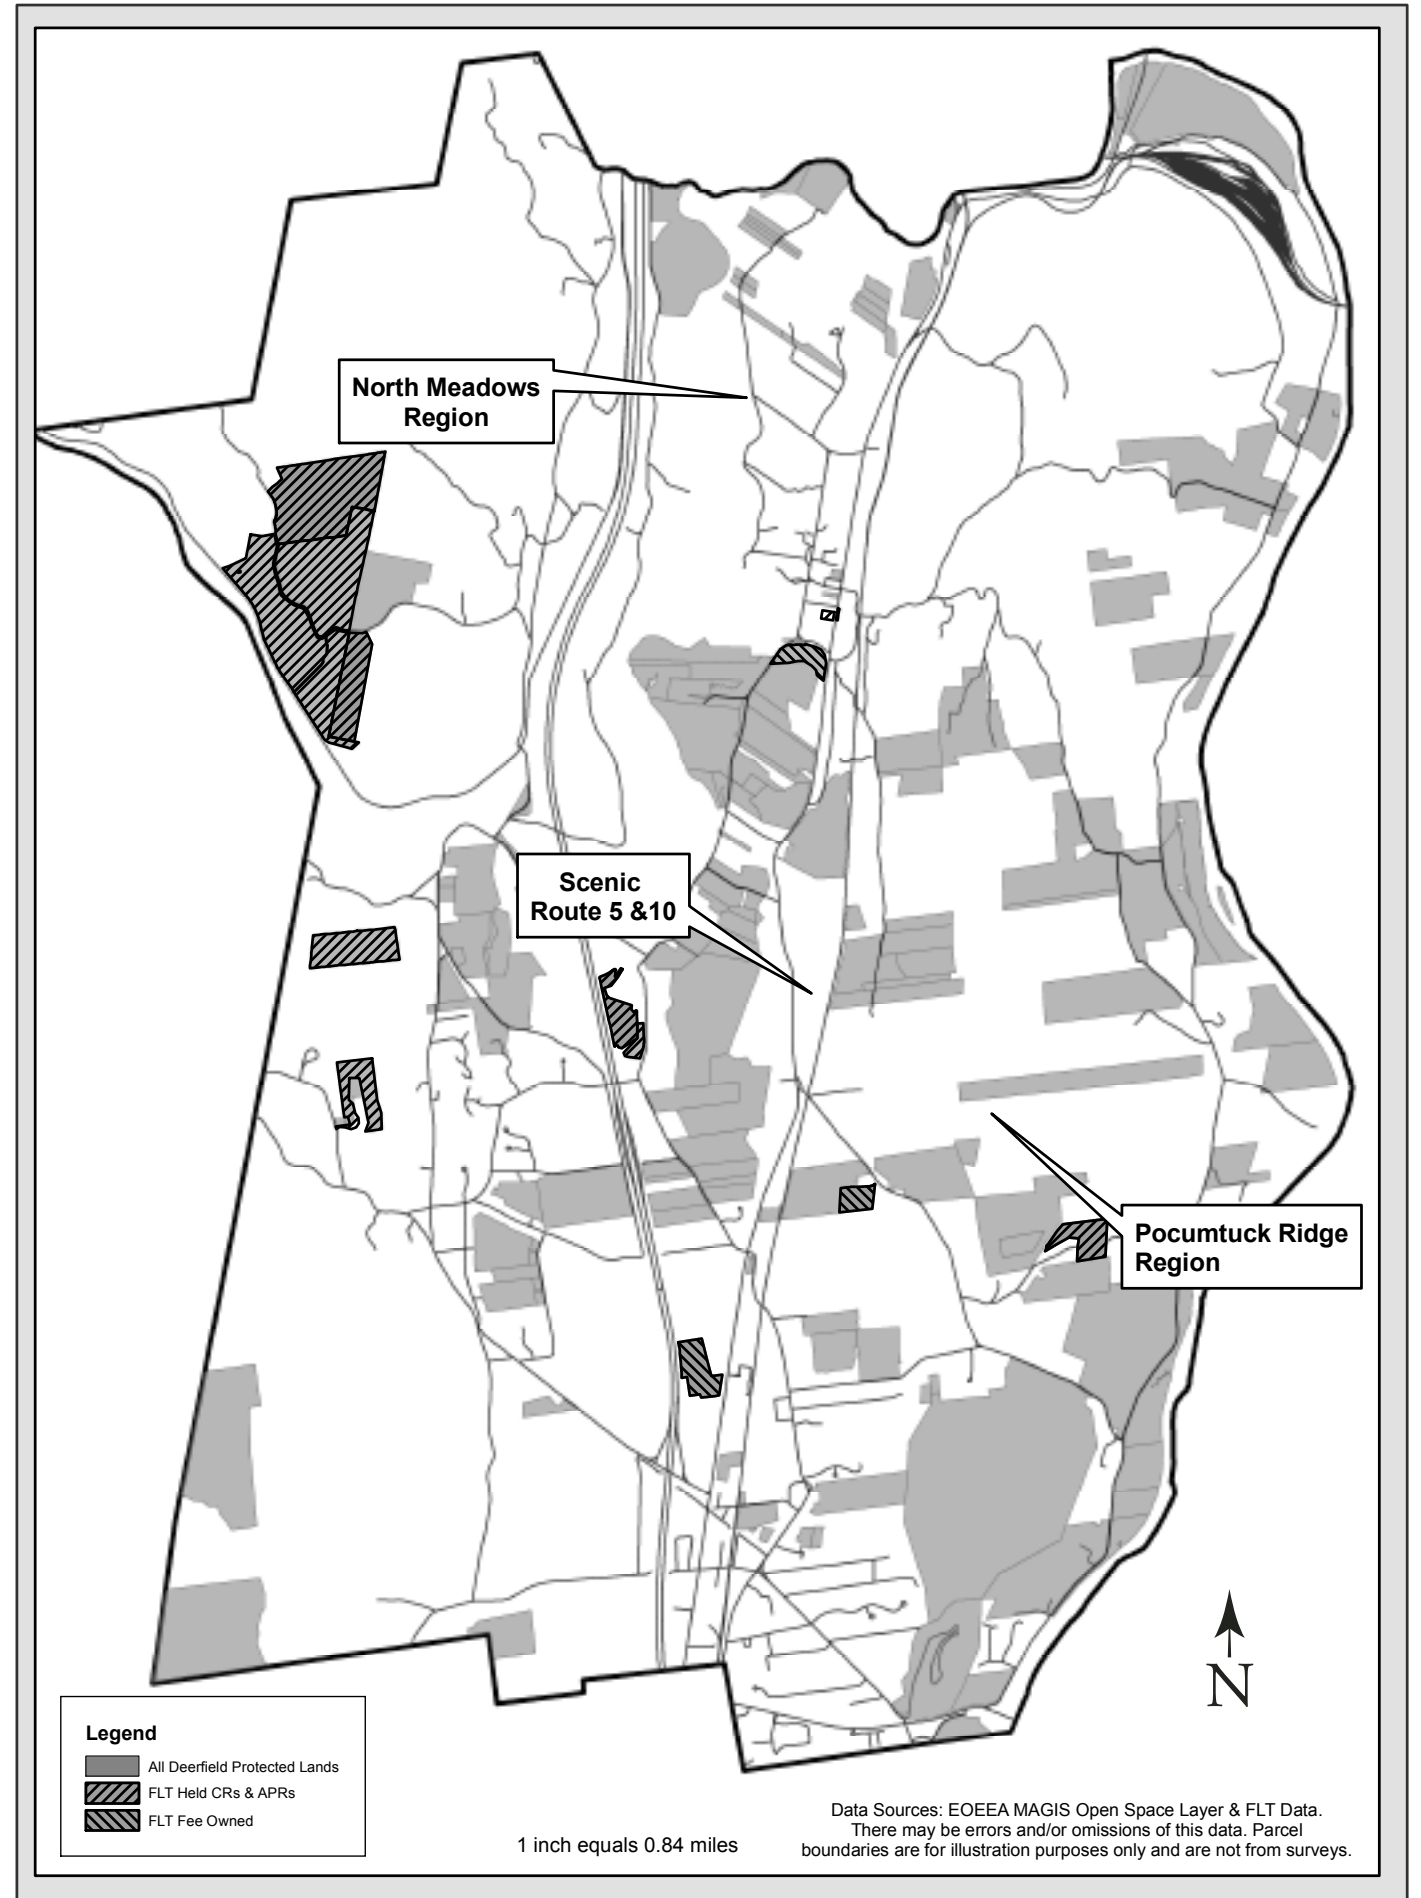 North Meadows
Region
Scenic
Route 5 &10
Pocumtuck Ridge
Region
N
Legend
All Deerfield Protected Lands
FLT Held CRs & APRs
FLT Fee Owned
1 inch equals 0.84 miles
Data Sources: EOEEA MAGIS Open Space Layer & FLT Data.
There may be errors and/or omissions of this data. Parcel
boundaries are for illustration purposes only and are not from surveys.